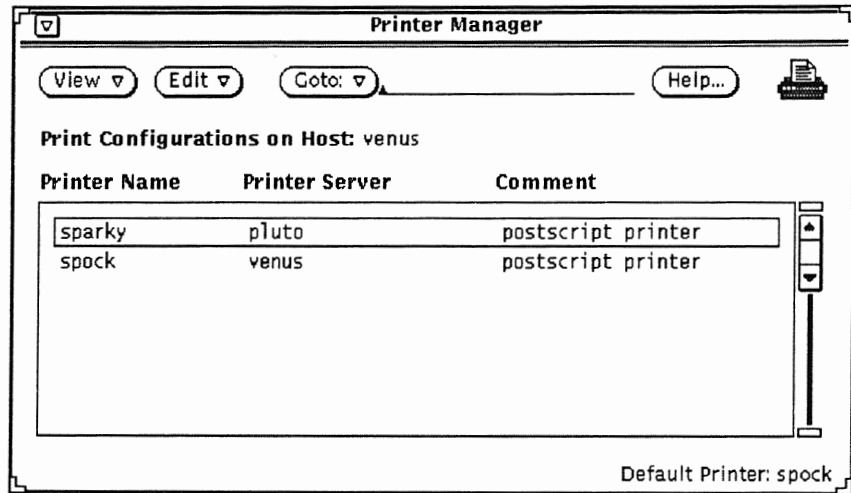 Printer Manager
View Edit Goto: Help...
Print Configurations on Host: venus
Printer Name Printer Server Comment
sparky pluto postscript printer
spock venus postscript printer
Default Printer: spock